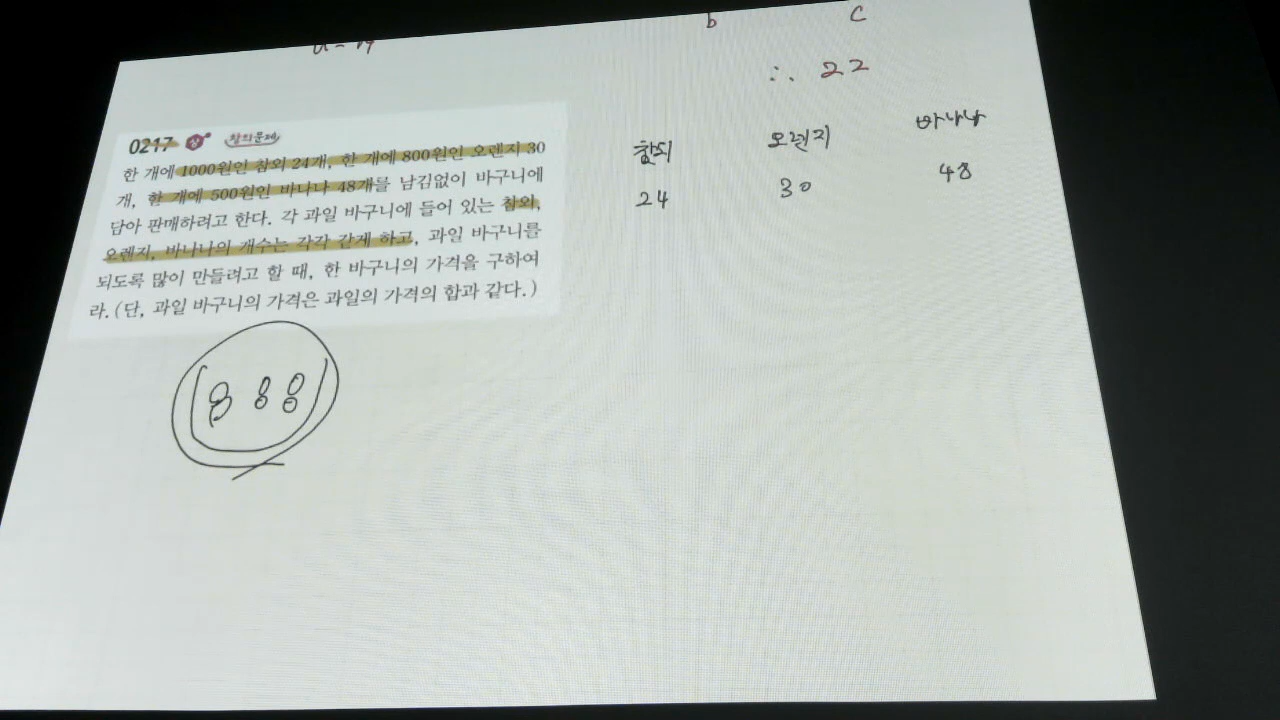 b c
∴ 22
0217 상 창의문제
한 개에 1000원인 참외 24개, 한 개에 800원인 오렌지 30
개, 한 개에 500원인 바나나 48개를 남김없이 바구니에
담아 판매하려고 한다. 각 과일 바구니에 들어 있는 참외,
오렌지, 바나나의 개수는 각각 같게 하고, 과일 바구니를
되도록 많이 만들려고 할 때, 한 바구니의 가격을 구하여
라. (단, 과일 바구니의 가격은 과일의 가격의 합과 같다.)
참외 오렌지 바나나
24 30 48